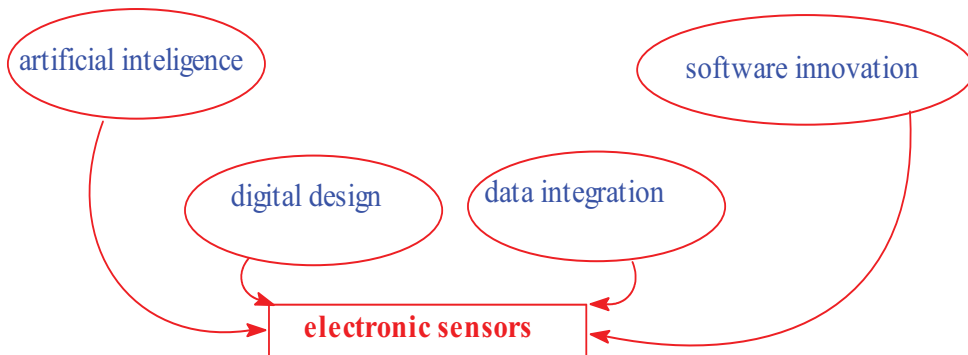 artificial inteligence
software innovation
digital design
data integration
electronic sensors